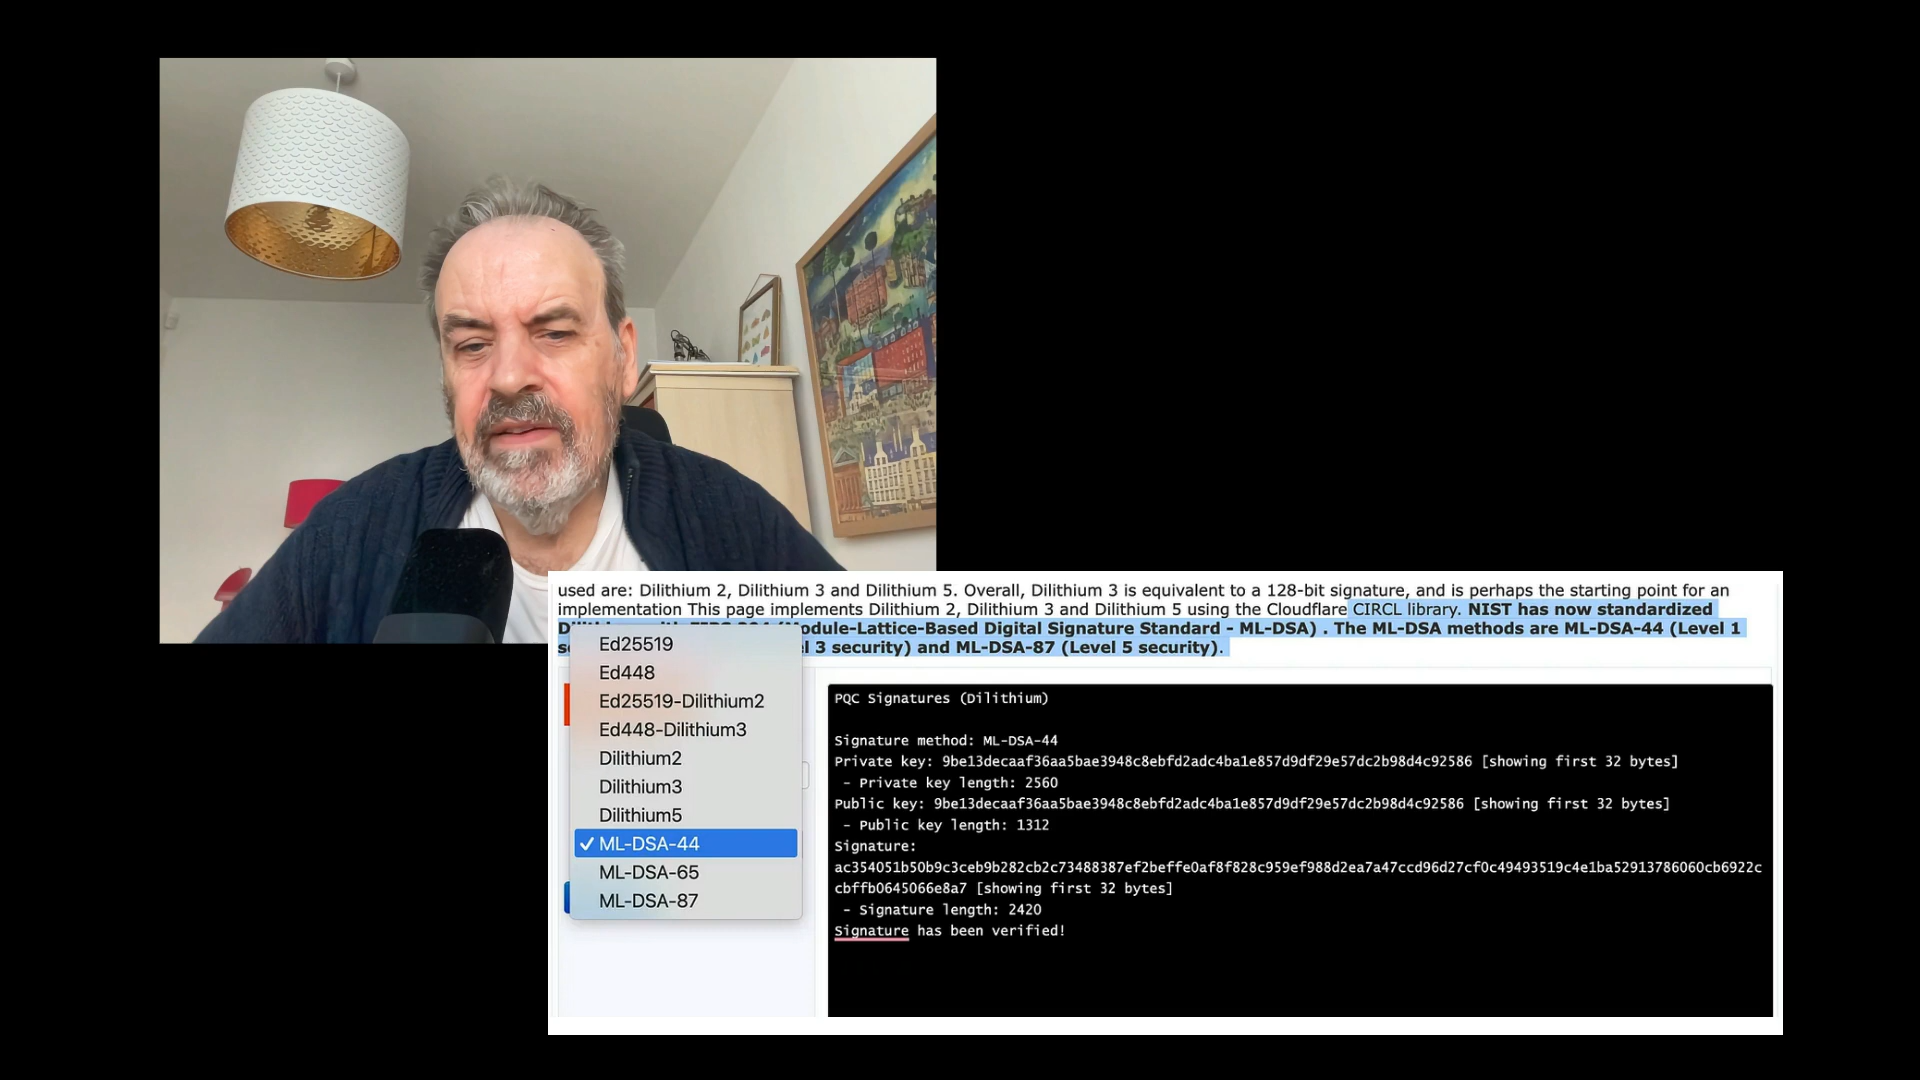 used are: Dilithium 2, Dilithium 3 and Dilithium 5. Overall, Dilithium 3 is equivalent to a 128-bit signature, and is perhaps the starting point for an
implementation This page implements Dilithium 2, Dilithium 3 and Dilithium 5 using the Cloudflare CIRCL library. NIST has now standardized
Module-Lattice-Based Digital Signature Standard - ML-DSA) . The ML-DSA methods are ML-DSA-44 (Level 1
3 security) and ML-DSA-87 (Level 5 security).
Ed25519
Ed448
Ed25519-Dilithium2
Ed448-Dilithium3
Dilithium2
Dilithium3
Dilithium5
✓ ML-DSA-44
ML-DSA-65
ML-DSA-87
PQC Signatures (Dilithium)
Signature method: ML-DSA-44
Private key: 9be13decaaf36aa5bae3948c8ebfd2adc4ba1e857d9df29e57dc2b98d4c92586 [showing first 32 bytes]
- Private key length: 2560
Public key: 9be13decaaf36aa5bae3948c8ebfd2adc4ba1e857d9df29e57dc2b98d4c92586 [showing first 32 bytes]
- Public key length: 1312
Signature:
ac354051b50b9c3ceb9b282cb2c73488387ef2beffe0af8f828c959ef988d2ea7a47ccd96d27cf0c49493519c4e1ba52913786060cb6922c
cbffb0645066e8a7 [showing first 32 bytes]
- Signature length: 2420
Signature has been verified!